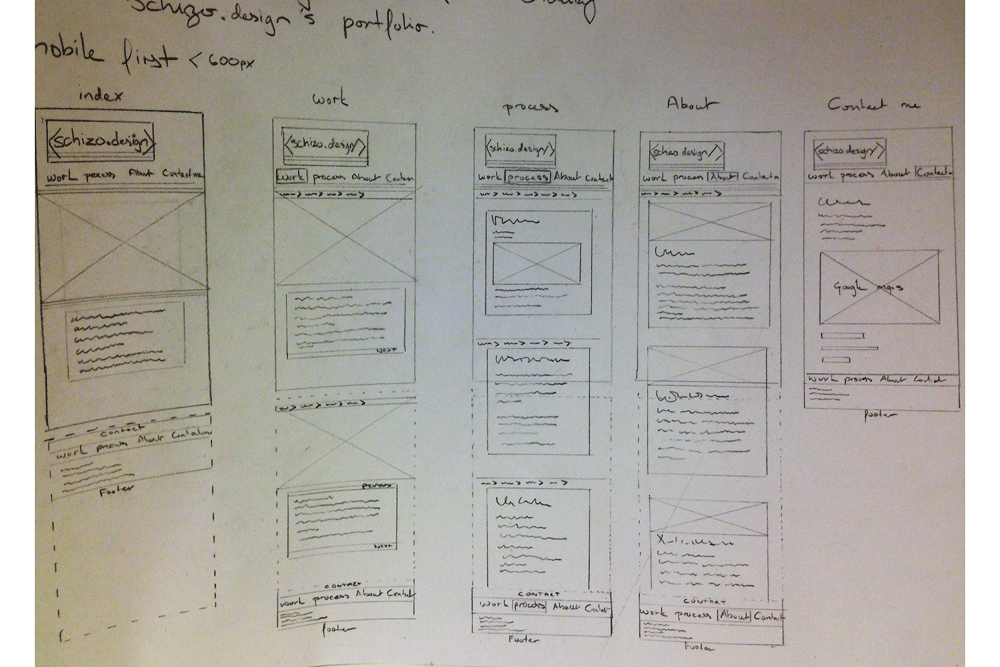 schizo.design's portfolio.
mobile first < 600px
index
<schizo.design>
work process About Contact me
contact
work process About Contact me
Footer
work
<schizo.design/>
work process About Contact
NEXT
previous
NEXT
CONTACT
work process About Contact
footer
process
<schizo.design/>
work process About Contact
CONTACT
work process About Contact
Footer
About
<schizo.design/>
work process About Contact
CONTACT
work process About Contact
Footer
Contact me
<schizo.design/>
work process About Contact
Google maps
work process About Contact
footer